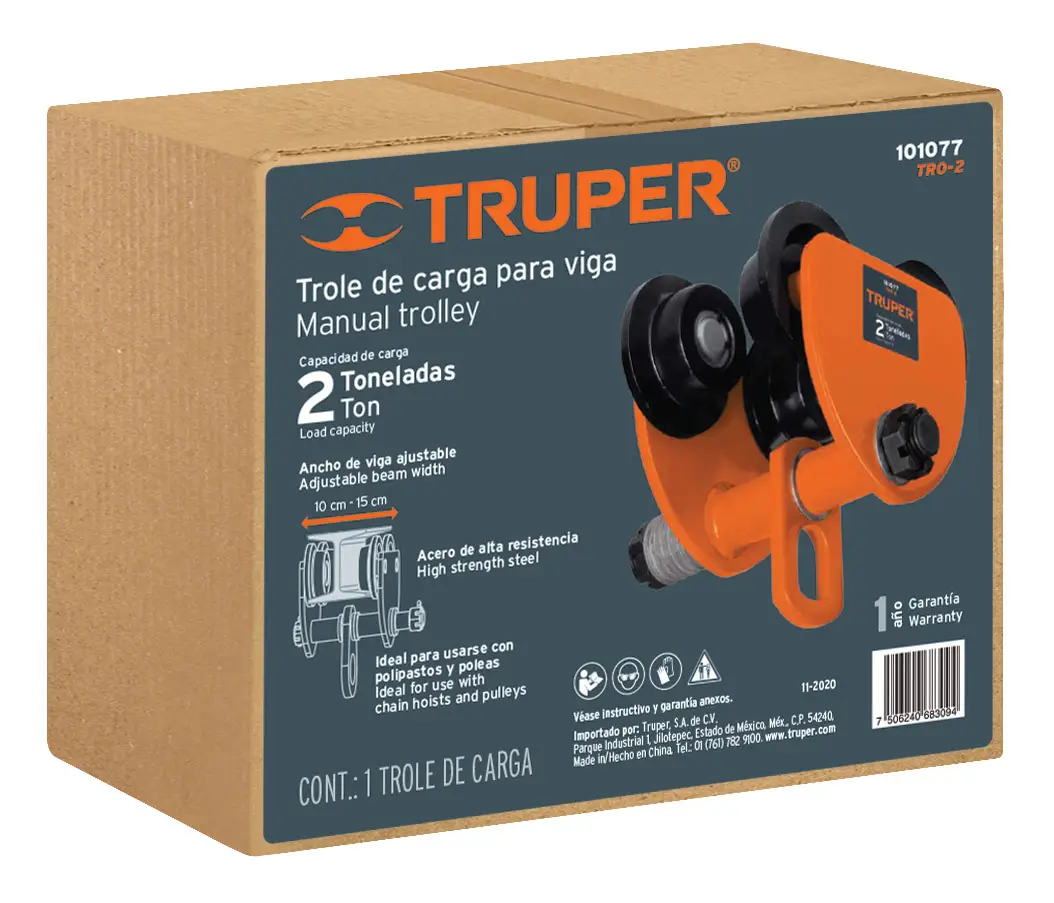 101077
TRO-2
TRUPER®
Trole de carga para viga
Manual trolley
Capacidad de carga
2 Toneladas
Ton
Load capacity
Ancho de viga ajustable
Adjustable beam width
10 cm - 15 cm
Acero de alta resistencia
High strength steel
Ideal para usarse con
polipastos y poleas
Ideal for use with
chain hoists and pulleys
CONT.: 1 TROLE DE CARGA
101077
TRUPER
2 Toneladas
Ton
1 año Garantía
Warranty
Véase instructivo y garantía anexos.
11-2020
Importado por: Truper, S.A. de C.V.
Parque Industrial 1, Jilotepec, Estado de México, Méx., C.P. 54240,
Made in/Hecho en China. Tel.: 01 (761) 782 9100. www.truper.com
7 506240 683094